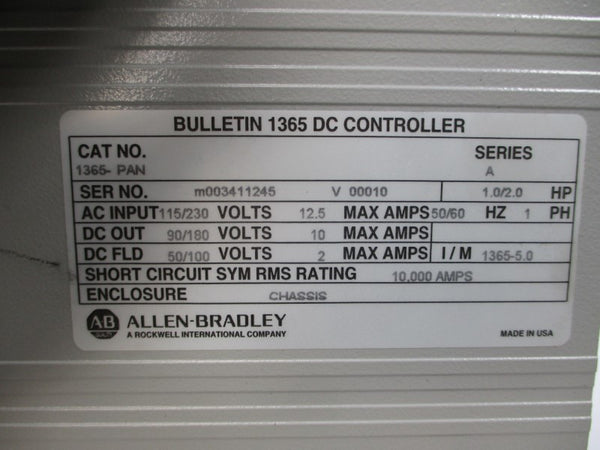 BULLETIN 1365 DC CONTROLLER
CAT NO. SERIES
1365- PAN A
SER NO. m003411245 V 00010 1.0/2.0 HP
AC INPUT 115/230 VOLTS 12.5 MAX AMPS 50/60 HZ 1 PH
DC OUT 90/180 VOLTS 10 MAX AMPS
DC FLD 50/100 VOLTS 2 MAX AMPS I / M 1365-5.0
SHORT CIRCUIT SYM RMS RATING 10,000 AMPS
ENCLOSURE CHASSIS
AB ALLEN-BRADLEY
A ROCKWELL INTERNATIONAL COMPANY MADE IN USA